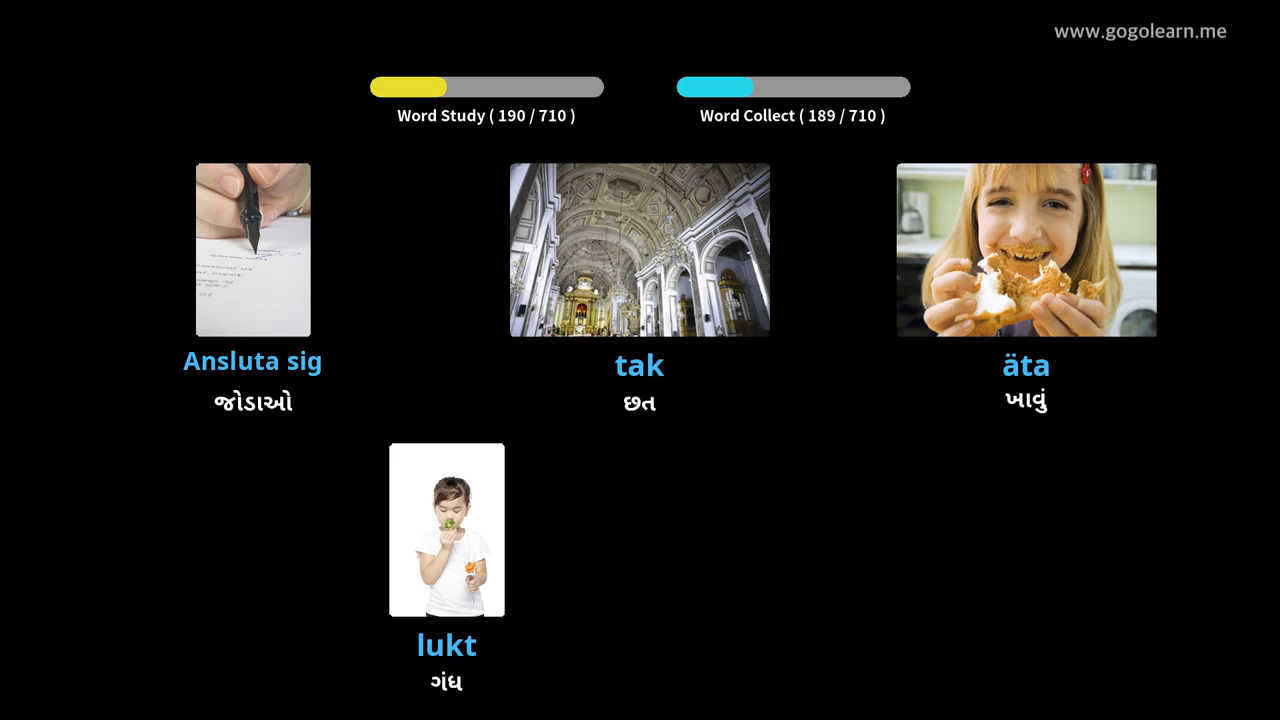 www.gogolearn.me
Word Study ( 190 / 710 )
Word Collect ( 189 / 710 )
Ansluta sig
tak
äta
જોડાઓ
છત
ખાવું
lukt
ગંધ